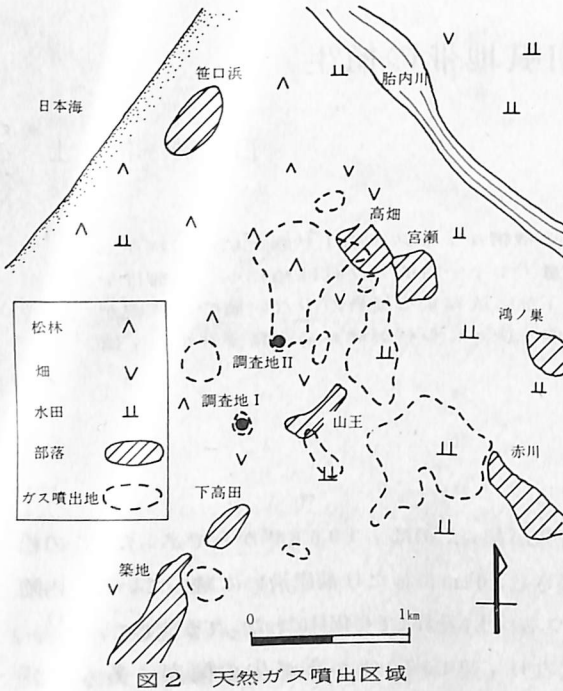 笹口浜
日本海
胎内川
高畑
宮瀬
鴻ノ巣
調査地II
調査地I
山王
赤川
下高田
築地
松林
畑
水田
部落
ガス噴出地
0 1km
図2 天然ガス噴出区域